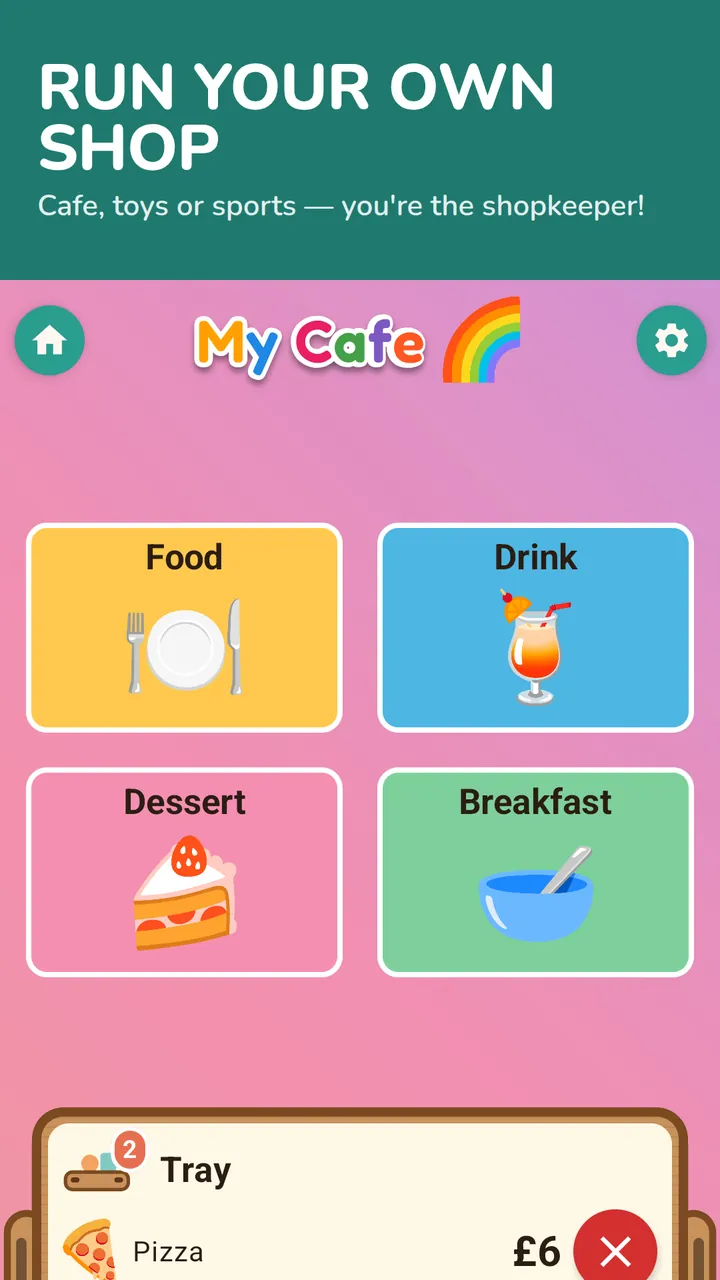 RUN YOUR OWN
SHOP
Cafe, toys or sports — you're the shopkeeper!
My Cafe
Food
Drink
Dessert
Breakfast
2
Tray
Pizza
£6